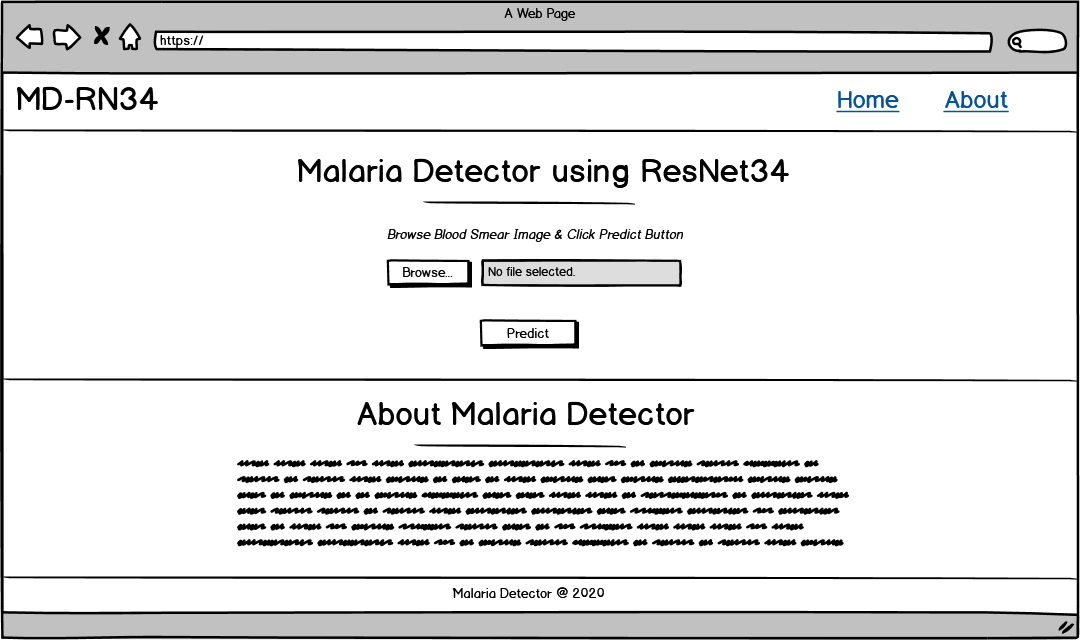 A Web Page
https://
MD-RN34
Home About
Malaria Detector using ResNet34
Browse Blood Smear Image & Click Predict Button
Browse... No file selected.
Predict
About Malaria Detector
Malaria Detector @ 2020